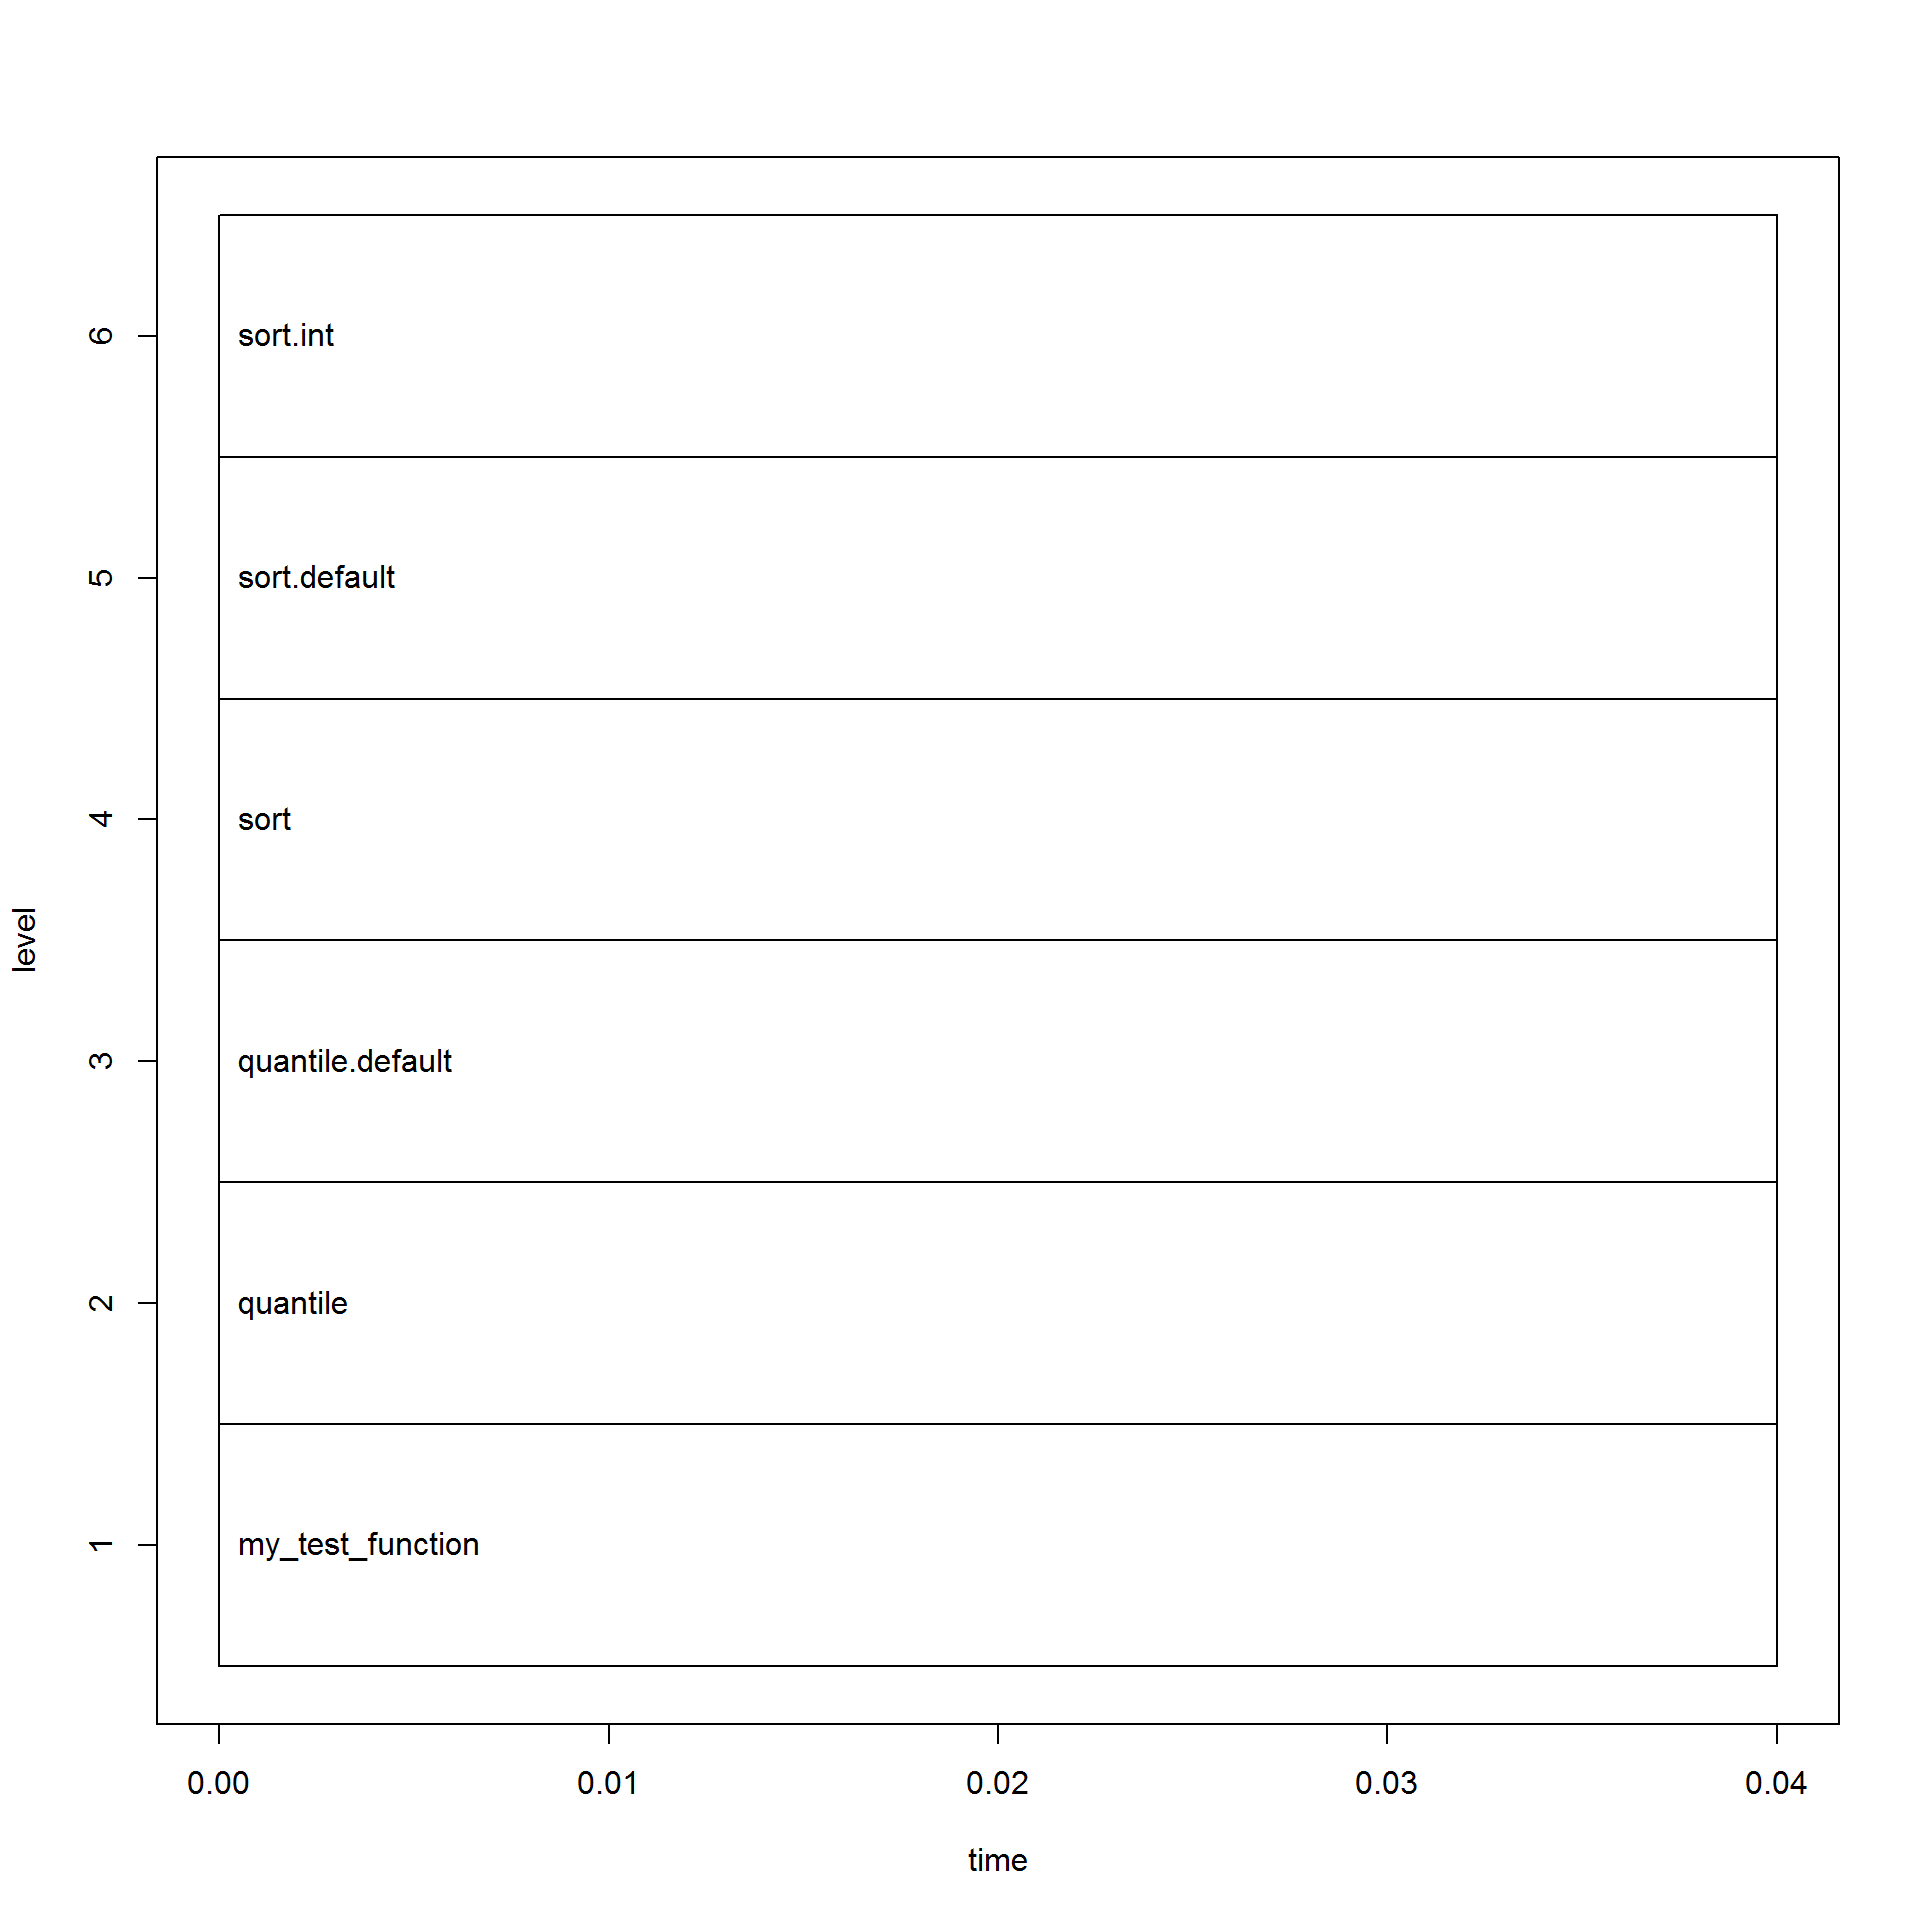 6
sort.int
5
sort.default
4
sort
level
3
quantile.default
2
quantile
1
my_test_function
0.00 0.01 0.02 0.03 0.04
time